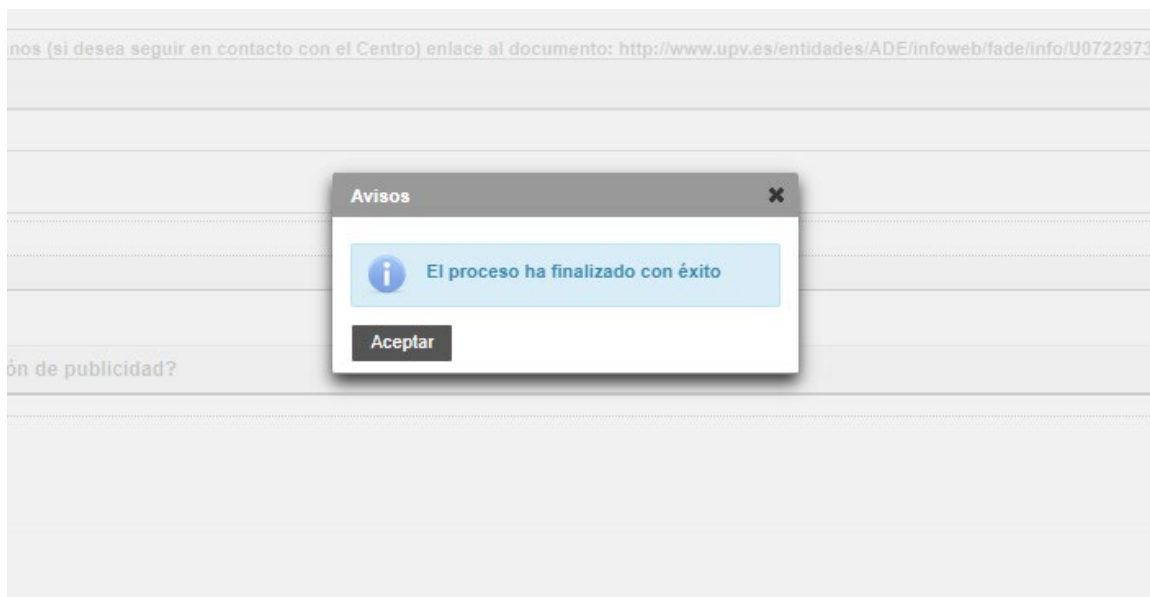 nos (si desea seguir en contacto con el Centro) enlace al documento: http://www.upv.es/entidades/ADE/infoweb/fade/info/U0722973
Avisos
El proceso ha finalizado con éxito
Aceptar
ón de publicidad?